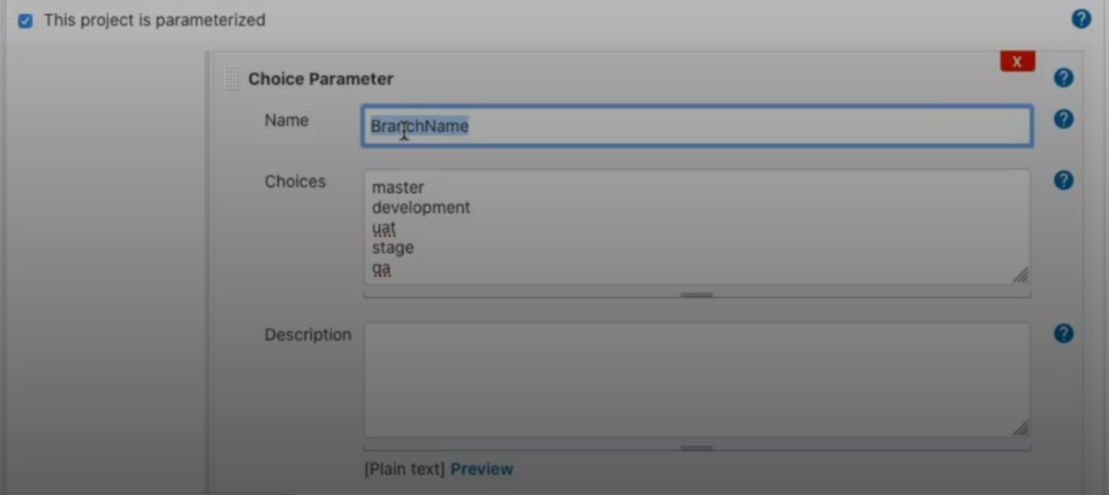 This project is parameterized
?
X
Choice Parameter
?
Name
BranchName
?
Choices
master
development
uat
stage
qa
?
Description
?
[Plain text] Preview